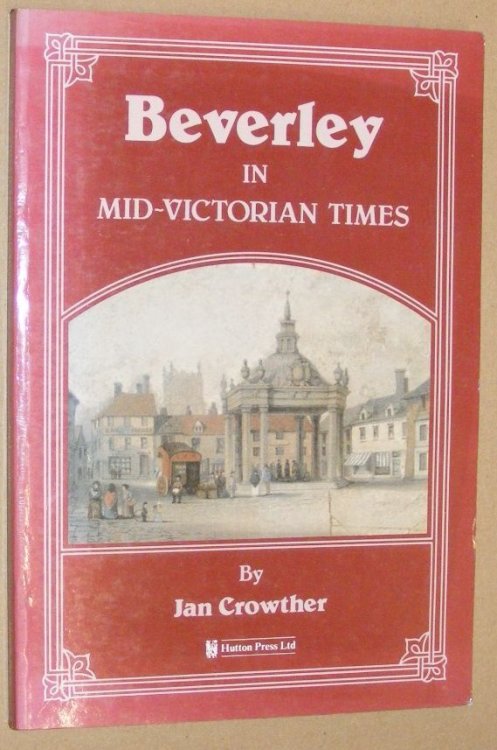 Beverley
IN
MID-VICTORIAN TIMES
By
Jan Crowther
Hutton Press Ltd